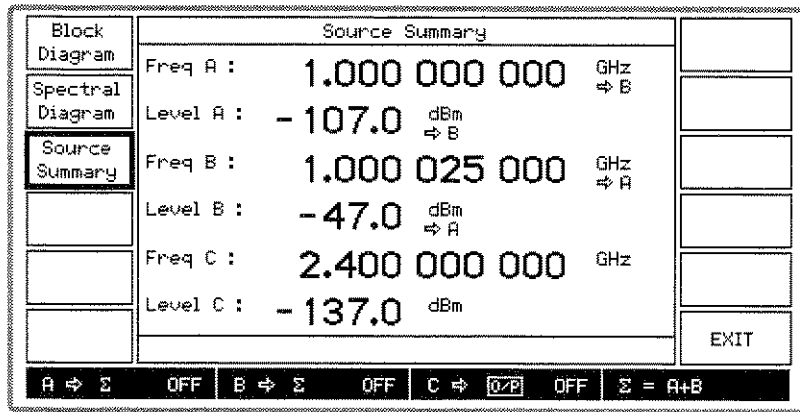 Block
Diagram
Spectral
Diagram
Source
Summary
Source Summary
Freq A : 1.000 000 000 GHz
⇨ B
Level A : -107.0 dBm
⇨ B
Freq B : 1.000 025 000 GHz
⇨ A
Level B : -47.0 dBm
⇨ A
Freq C : 2.400 000 000 GHz
Level C : -137.0 dBm
EXIT
A ⇨ Σ OFF B ⇨ Σ OFF C ⇨ O/P OFF Σ = A+B